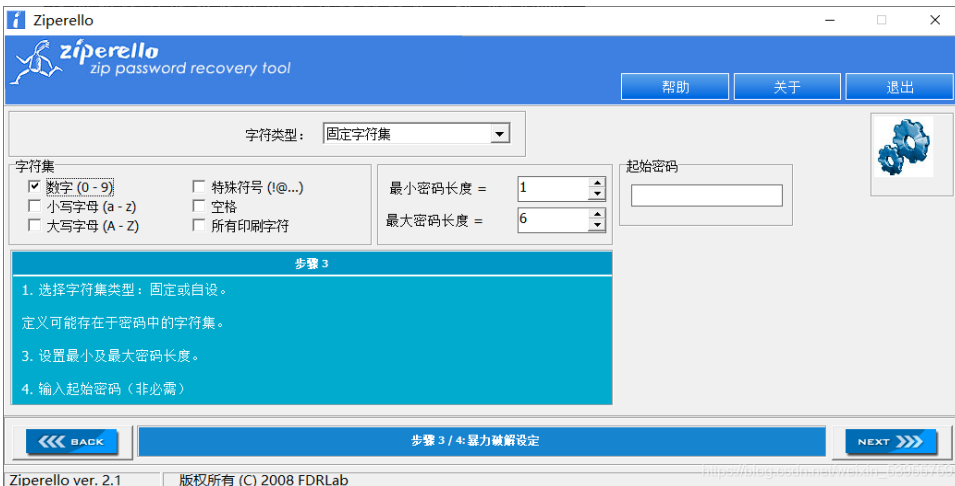 Ziperello
ziperello
zip password recovery tool
帮助
关于
退出
字符类型：
固定字符集
字符集
数字 (0 - 9)
特殊符号 (!@...)
小写字母 (a - z)
空格
大写字母 (A - Z)
所有印刷字符
最小密码长度 =
1
最大密码长度 =
6
起始密码
步骤 3
1. 选择字符集类型：固定或自设。
定义可能存在于密码中的字符集。
3. 设置最小及最大密码长度。
4. 输入起始密码（非必需）
BACK
步骤 3 / 4:暴力破解设定
NEXT
Ziperello ver. 2.1
版权所有 (C) 2008 FDRLab